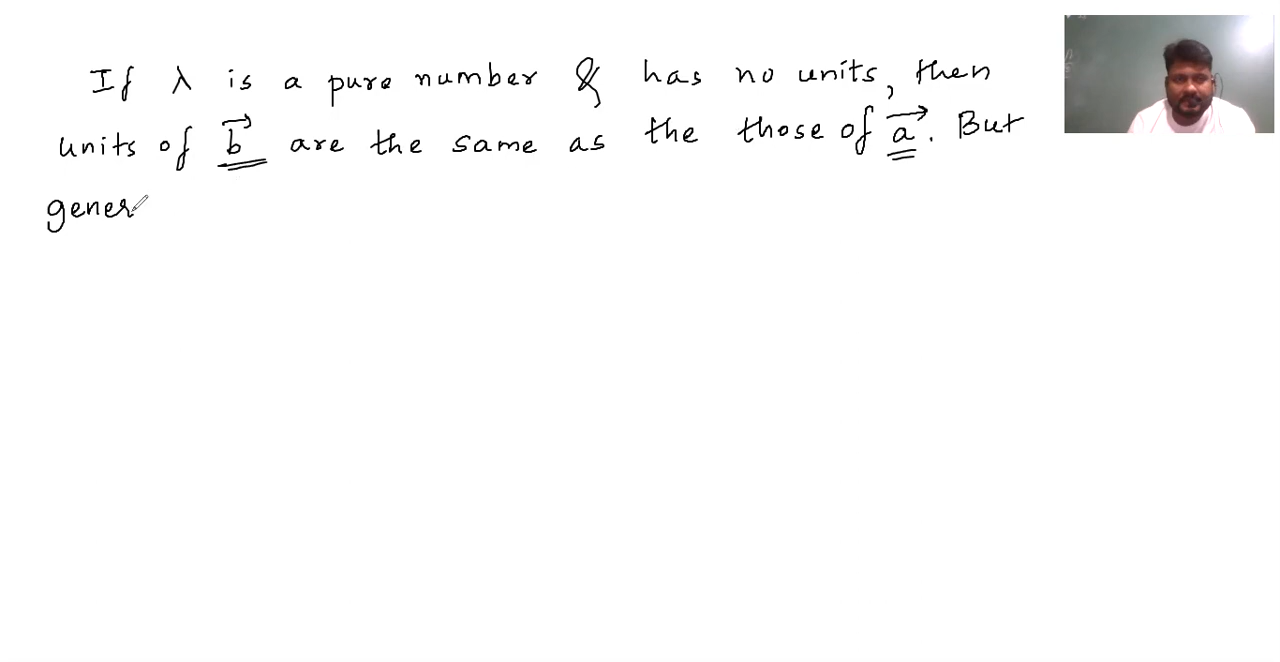 If λ is a pure number & has no units, then
units of b⃗ are the same as the those of a⃗. But
gener